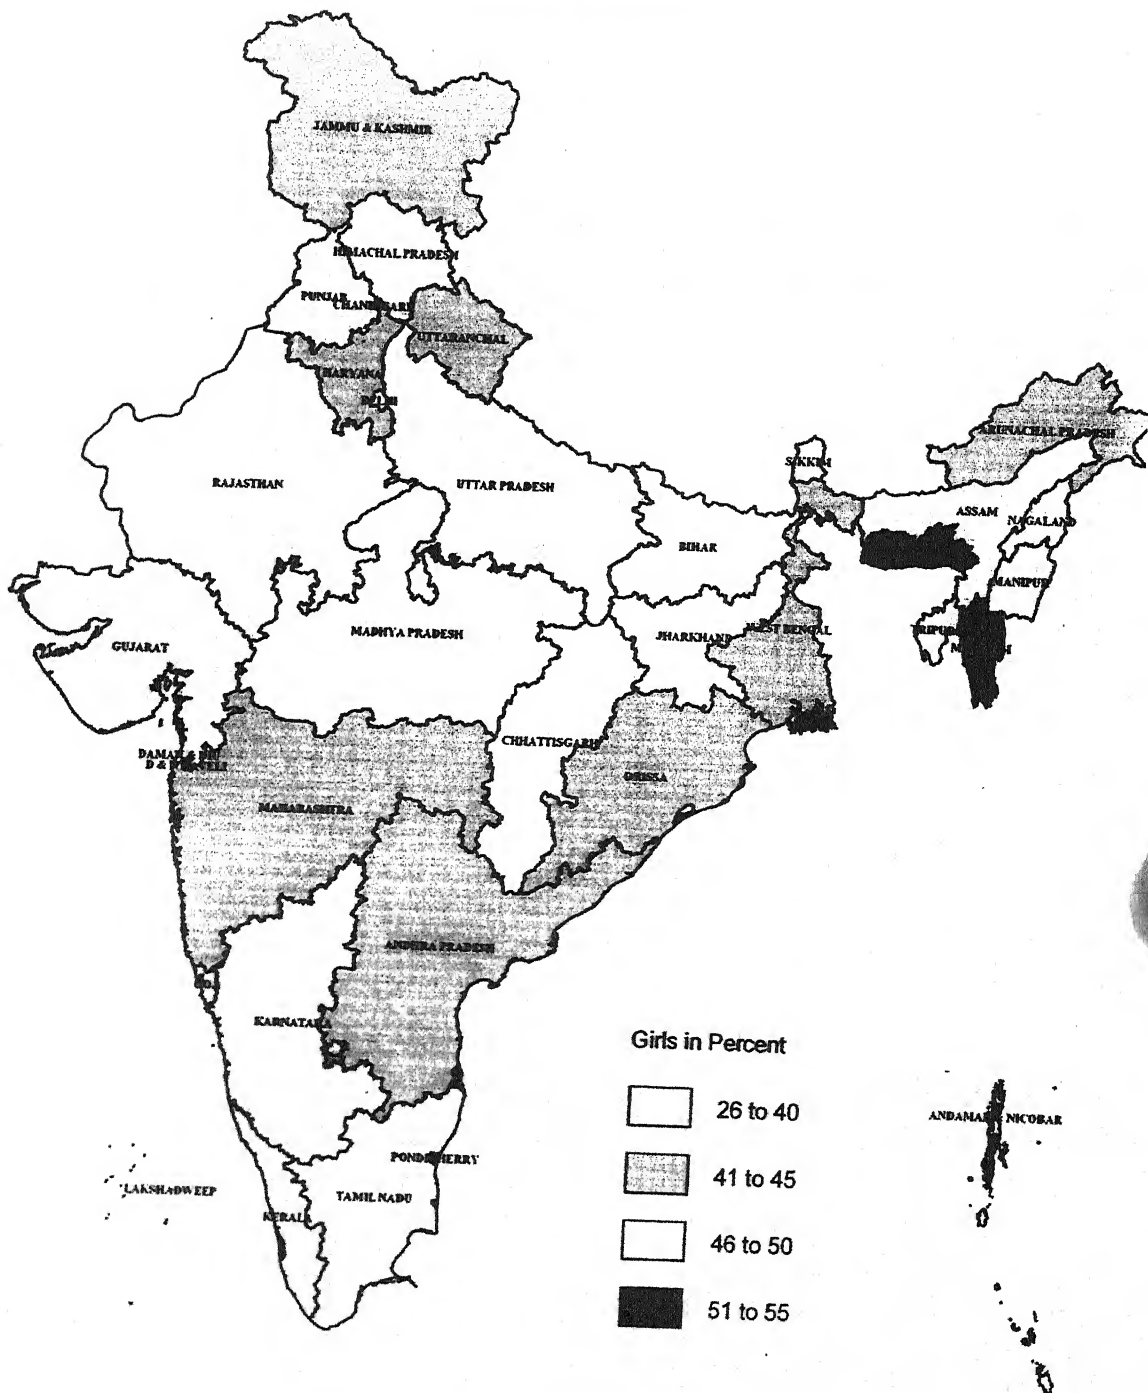 JAMMU & KASHMIR
HIMACHAL PRADESH
PUNJAB
UTTARANCHAL
HARYANA
ARUNACHAL PRADESH
SIKKIM
RAJASTHAN
UTTAR PRADESH
ASSAM
NAGALAND
BIHAR
MANIPUR
MADHYA PRADESH
JHARKHAND
WEST BENGAL
GUJARAT
CHHATTISGARH
ORISSA
MAHARASHTRA
ANDHRA PRADESH
KARNATAKA
Girls in Percent
26 to 40
41 to 45
46 to 50
51 to 55
ANDAMAN & NICOBAR
PONDICHERRY
LAKSHADWEEP
TAMIL NADU
KERALA